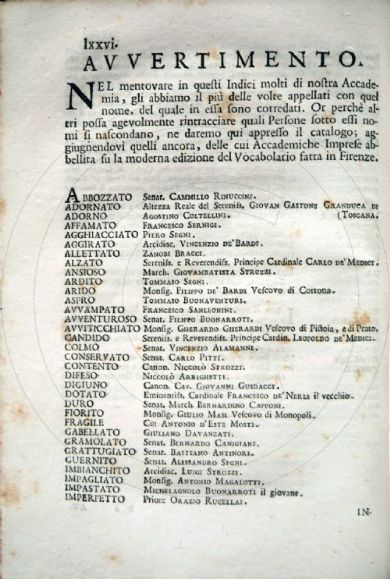 lxxvi.
AVVERTIMENTO.
NEL mentovare in questi Indici molti di nostra Accade-
mia, gli abbiamo il più delle volte appellati con quel
nome, del quale in essa sono corredati. Or perchè al-
tri possa agevolmente rintracciare quali Persone sotto essi no-
mi si nascondano, ne daremo qui appresso il catalogo; ag-
giugnendovi quelli ancora, delle cui Accademiche Imprese ab-
bellita fu la moderna edizione del Vocabolario fatta in Firenze.
ABBOZZATO Senat. CAMMILLO RINUCCINI.
ADORNATO Altezza Reale del Sereniss. GIOVAN GASTONE GRANDUCA DI
ADORNO AGOSTINO COLTELLINI. (TOSCANA.
AFFAMATO FRANCESCO SERNIGI.
AGGHIACCIATO PIERO SEGNI.
AGGIRATO Arcidiac. VINCENZIO DE' BARDI.
ALLETTATO ZANOBI BRACCI.
ALZATO Sereniss. e Reverendiss. Principe Cardinale CARLO DE' MEDICI.
ANSIOSO March. GIOVAMBATISTA STROZZI.
ARDITO TOMMASO SEGNI.
ARIDO Monsig. FILIPPO DE' BARDI Vescovo di Cortona.
ASPRO TOMMASO BUONAVENTURI.
AVVAMPATO FRANCESCO SANLEONINI.
AVVENTUROSO Senat. FILIPPO BUONARROTI.
AVVITICCHIATO Monsig. GHERARDO GHERARDI Vescovo di Pistoia, e di Prato.
CANDIDO Sereniss. e Reverendiss. Principe Cardin. LEOPOLDO DE' MEDICI.
COLMO Senat. VINCENZIO ALAMANNI.
CONSERVATO Senat. CARLO PITTI.
CONTENTO Canon. NICCOLÒ STROZZI.
DIFESO NICCOLÒ ARRIGHETTI.
DIGIUNO Canon. Cav. GIOVANNI GUIDACCI.
DOTATO Eminentiss. Cardinale FRANCESCO DE' NERLI il vecchio.
DURO Senat. March. BERNARDINO CAPPONI.
FIORITO Monsig. GIULIO MASI Vescovo di Monopoli.
FRAGILE Co: ANTONIO D'ESTE MOSTI.
GABELLATO GIULIANO DAVANZATI.
GRAMOLATO Senat. BERNARDO CANIGIANI.
GRATTUGIATO Senat. BASTIANO ANTINORI.
GUERNITO Senat. ALESSANDRO SEGNI.
IMBIANCHITO Arcidiac. LUIGI STROZZI.
IMPAGLIATO Monsig. ANTONIO MAGALOTTI.
IMPASTATO MICHELAGNOLO BUONARROTI il giovane.
IMPERFETTO Priore ORAZIO RUCELLAI.
IN-